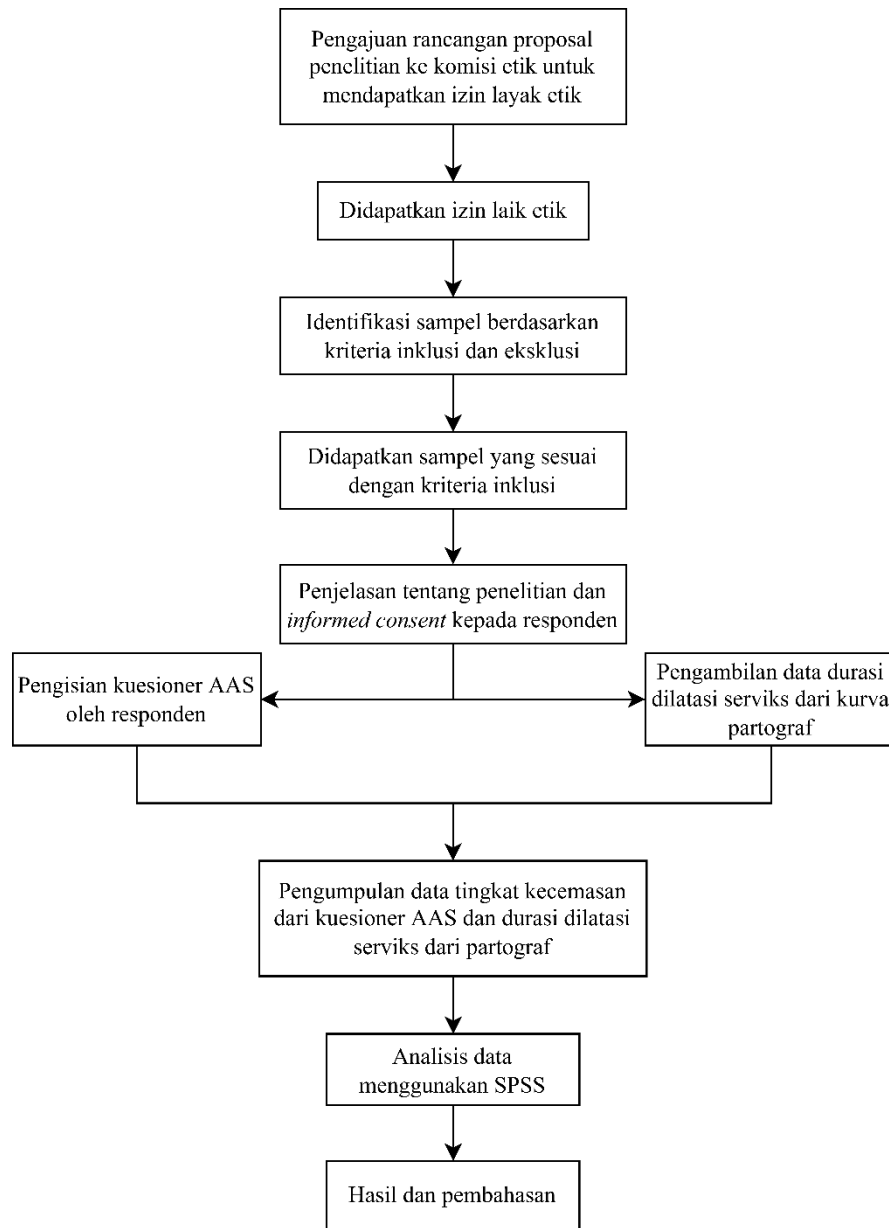 Pengajuan rancangan proposal
penelitian ke komisi etik untuk
mendapatkan izin layak etik
Didapatkan izin laik etik
Identifikasi sampel berdasarkan
kriteria inklusi dan eksklusi
Didapatkan sampel yang sesuai
dengan kriteria inklusi
Penjelasan tentang penelitian dan
informed consent kepada responden
Pengisian kuesioner AAS
oleh responden
Pengambilan data durasi
dilatasi serviks dari kurva
partograf
Pengumpulan data tingkat kecemasan
dari kuesioner AAS dan durasi dilatasi
serviks dari partograf
Analisis data
menggunakan SPSS
Hasil dan pembahasan